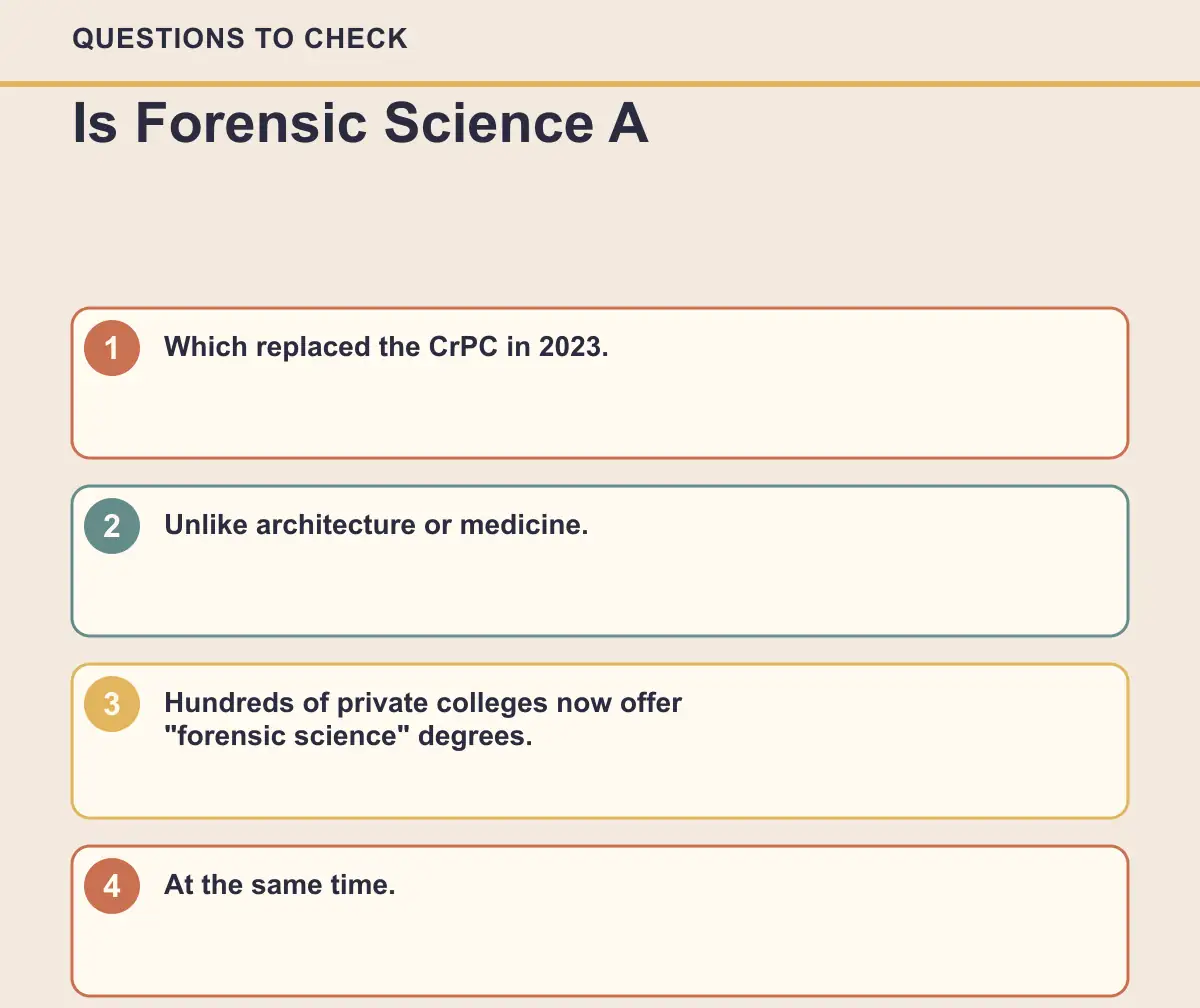 QUESTIONS TO CHECK
Is Forensic Science A
1 Which replaced the CrPC in 2023.
2 Unlike architecture or medicine.
3 Hundreds of private colleges now offer
"forensic science" degrees.
4 At the same time.